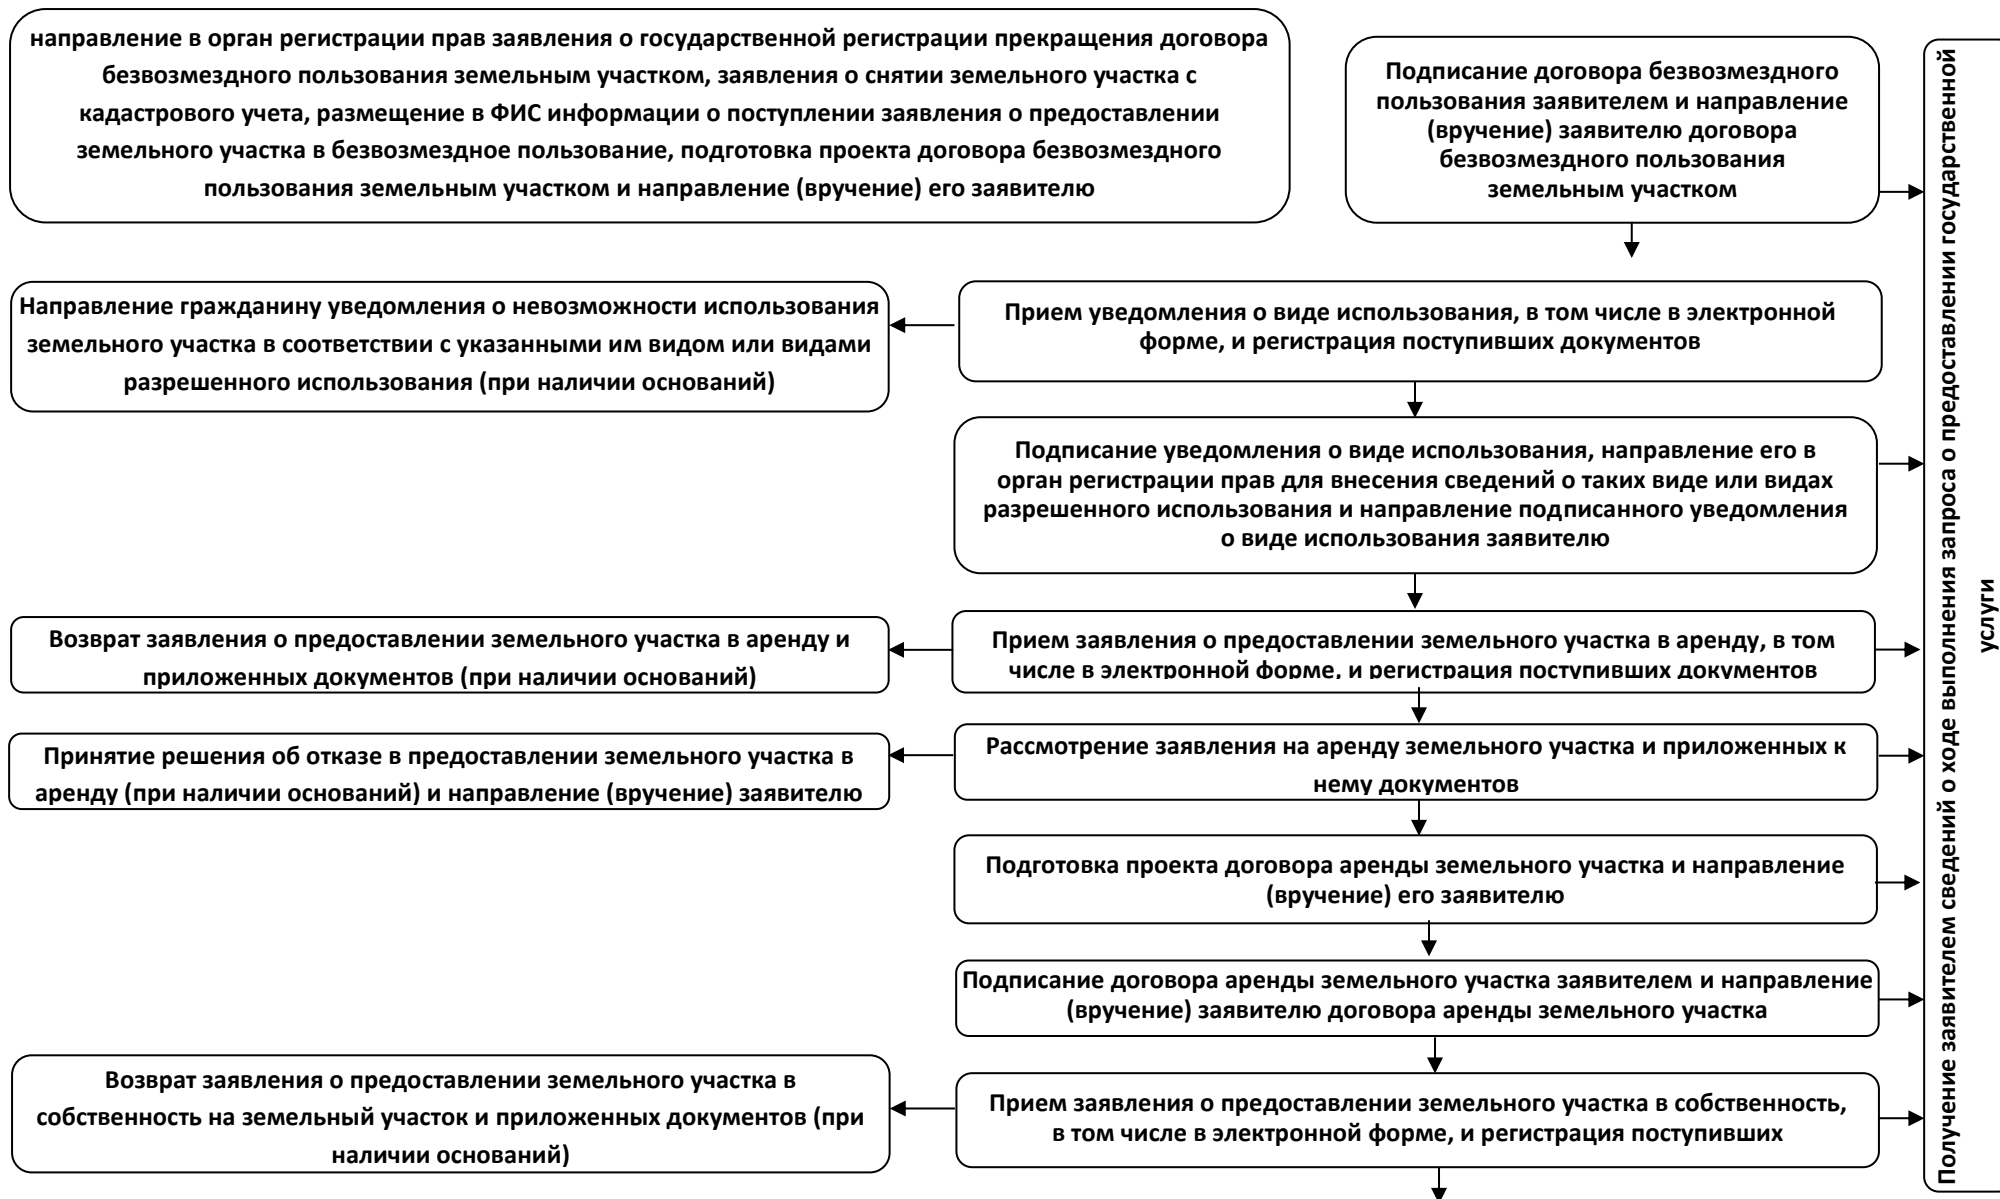 направление в орган регистрации прав заявления о государственной регистрации прекращения договора
безвозмездного пользования земельным участком, заявления о снятии земельного участка с
кадастрового учета, размещение в ФИС информации о поступлении заявления о предоставлении
земельного участка в безвозмездное пользование, подготовка проекта договора безвозмездного
пользования земельным участком и направление (вручение) его заявителю
Подписание договора безвозмездного
пользования заявителем и направление
(вручение) заявителю договора
безвозмездного пользования
земельным участком
Направление гражданину уведомления о невозможности использования
земельного участка в соответствии с указанными им видом или видами
разрешенного использования (при наличии оснований)
Прием уведомления о виде использования, в том числе в электронной
форме, и регистрация поступивших документов
Подписание уведомления о виде использования, направление его в
орган регистрации прав для внесения сведений о таких виде или видах
разрешенного использования и направление подписанного уведомления
о виде использования заявителю
Возврат заявления о предоставлении земельного участка в аренду и
приложенных документов (при наличии оснований)
Прием заявления о предоставлении земельного участка в аренду, в том
числе в электронной форме, и регистрация поступивших документов
Принятие решения об отказе в предоставлении земельного участка в
аренду (при наличии оснований) и направление (вручение) заявителю
Рассмотрение заявления на аренду земельного участка и приложенных к
нему документов
Подготовка проекта договора аренды земельного участка и направление
(вручение) его заявителю
Подписание договора аренды земельного участка заявителем и направление
(вручение) заявителю договора аренды земельного участка
Возврат заявления о предоставлении земельного участка в
собственность на земельный участок и приложенных документов (при
наличии оснований)
Прием заявления о предоставлении земельного участка в собственность,
в том числе в электронной форме, и регистрация поступивших
Получение заявителем сведений о ходе выполнения запроса о предоставлении государственной
услуги